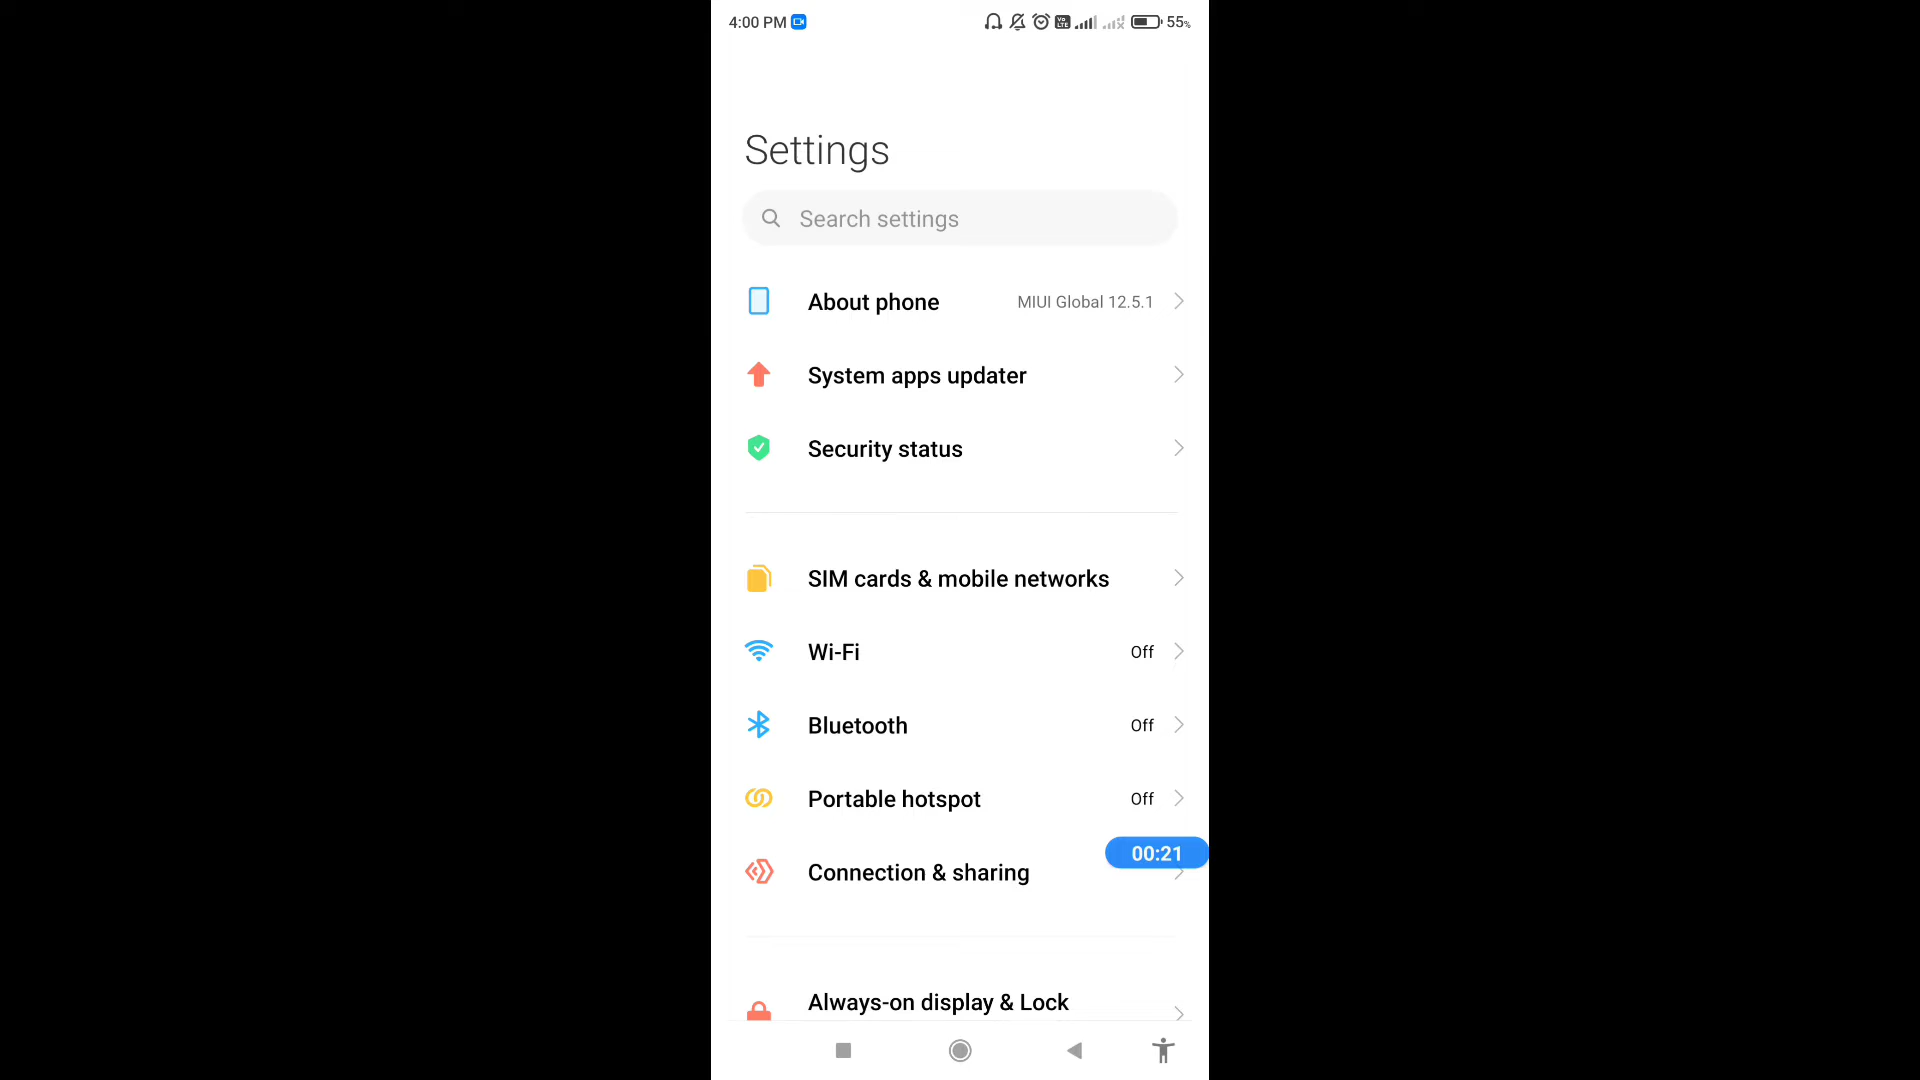 4:00 PM
Vo LTE
55%
Settings
Search settings
About phone
MIUI Global 12.5.1
System apps updater
Security status
SIM cards & mobile networks
Wi-Fi
Off
Bluetooth
Off
Portable hotspot
Off
00:21
Connection & sharing
Always-on display & Lock